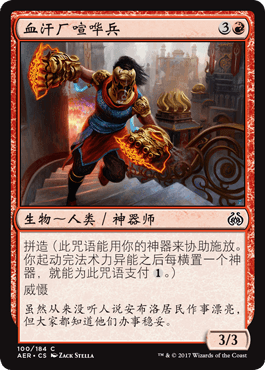 血汗厂喧哗兵 3
生物~人类/神器师
拼造（此咒语能用你的神器来协助施放。
你起动完法术力异能之后每横置一个神
器，就能为此咒语支付1。）
威慑
虽然从来没听人说安布洛居民作事漂亮，
但大家都知道他们办事稳妥。
3/3
100/184 C
AER • CS ZACK STELLA
™ & © 2017 Wizards of the Coast